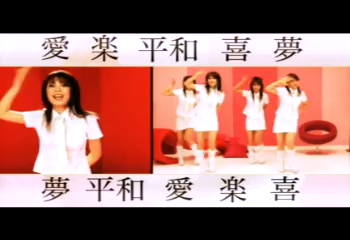 愛 楽 平和 喜 夢
夢 平和 愛 楽 喜